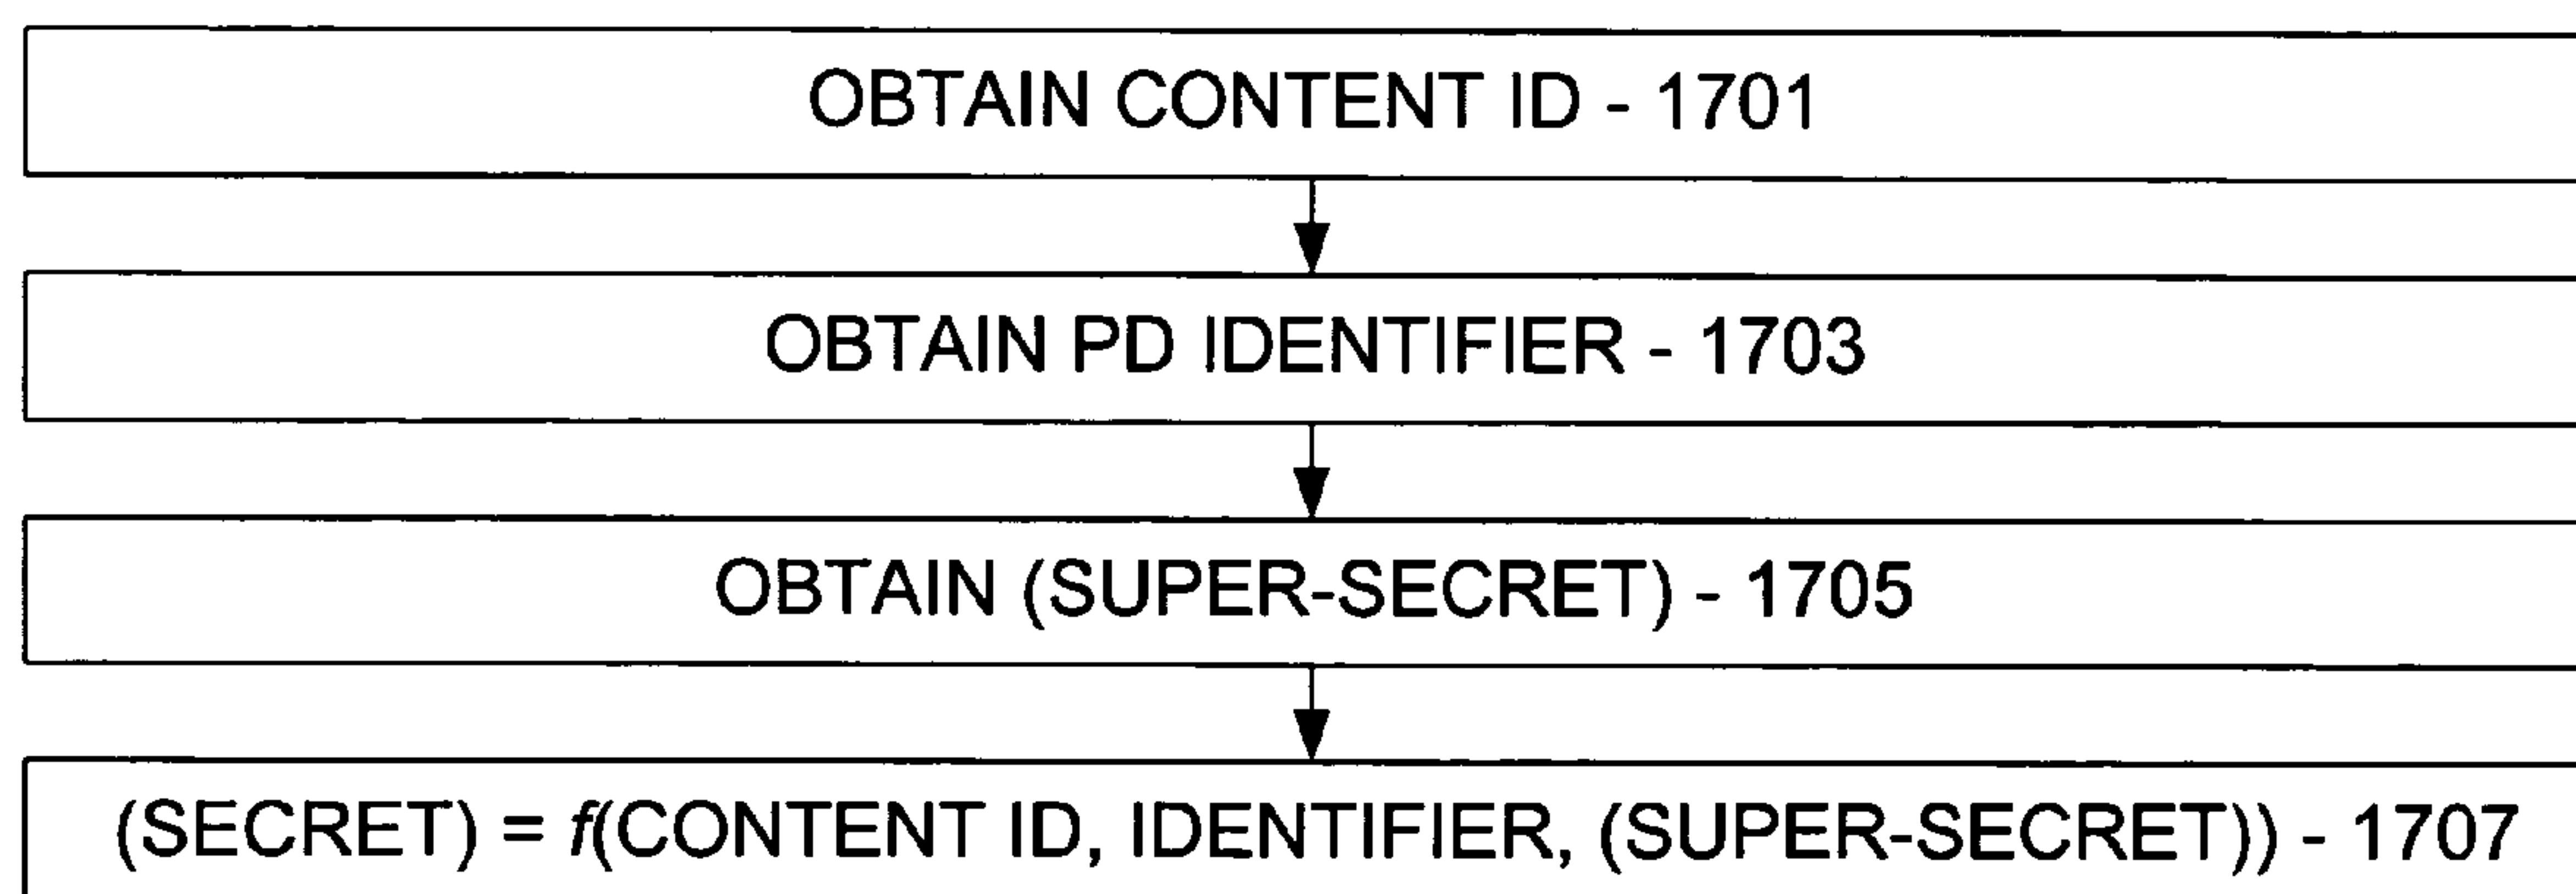 OBTAIN CONTENT ID - 1701
OBTAIN PD IDENTIFIER - 1703
OBTAIN (SUPER-SECRET) - 1705
(SECRET) = f(CONTENT ID, IDENTIFIER, (SUPER-SECRET)) - 1707